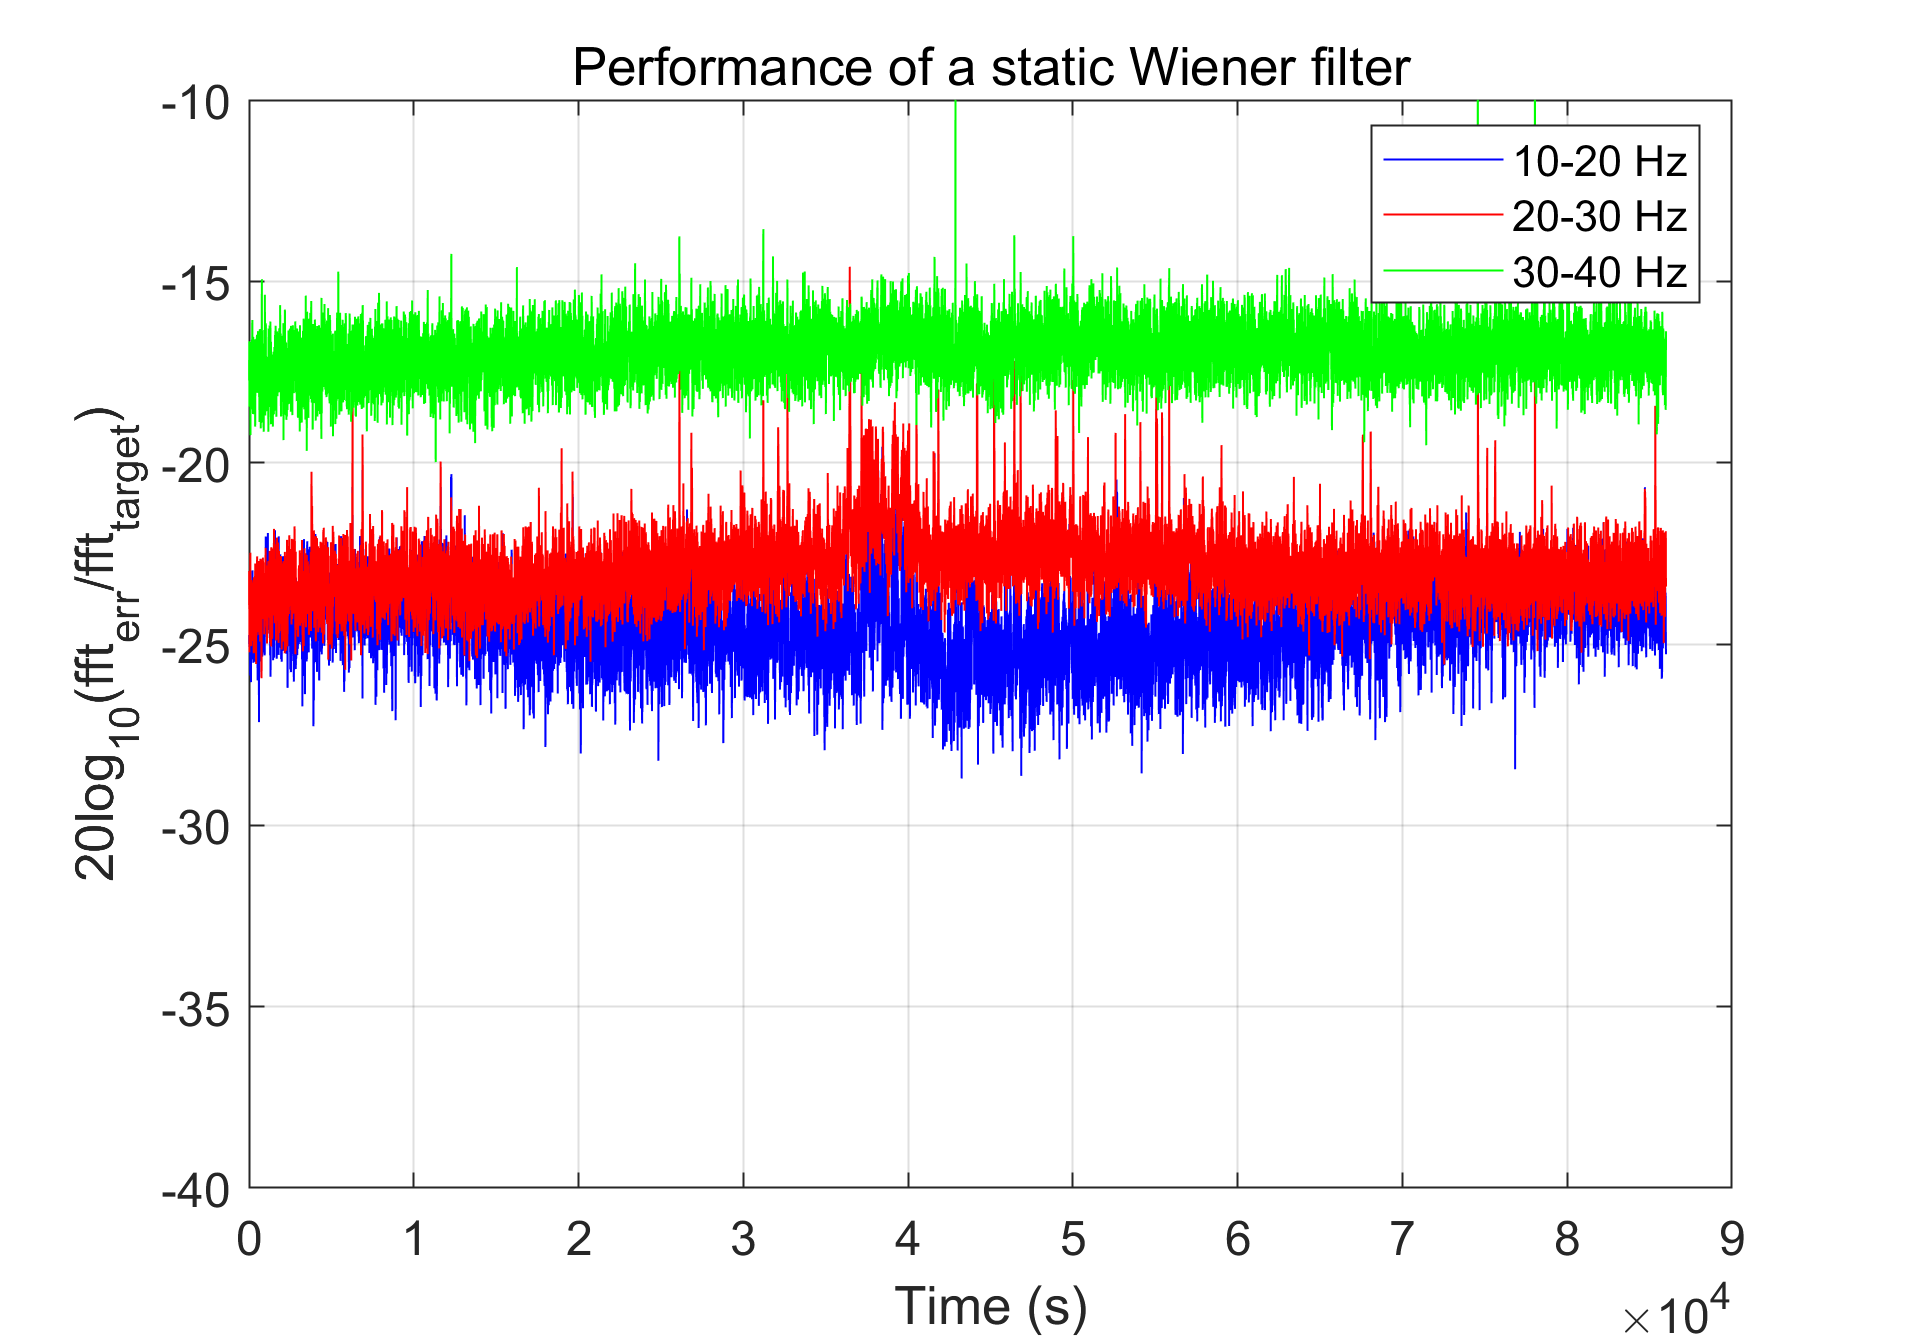 Performance of a static Wiener filter
20log10(ffterr/ffttarget)
-10
-15
-20
-25
-30
-35
-40
10-20 Hz
20-30 Hz
30-40 Hz
0 1 2 3 4 5 6 7 8 9
Time (s)
×10^4